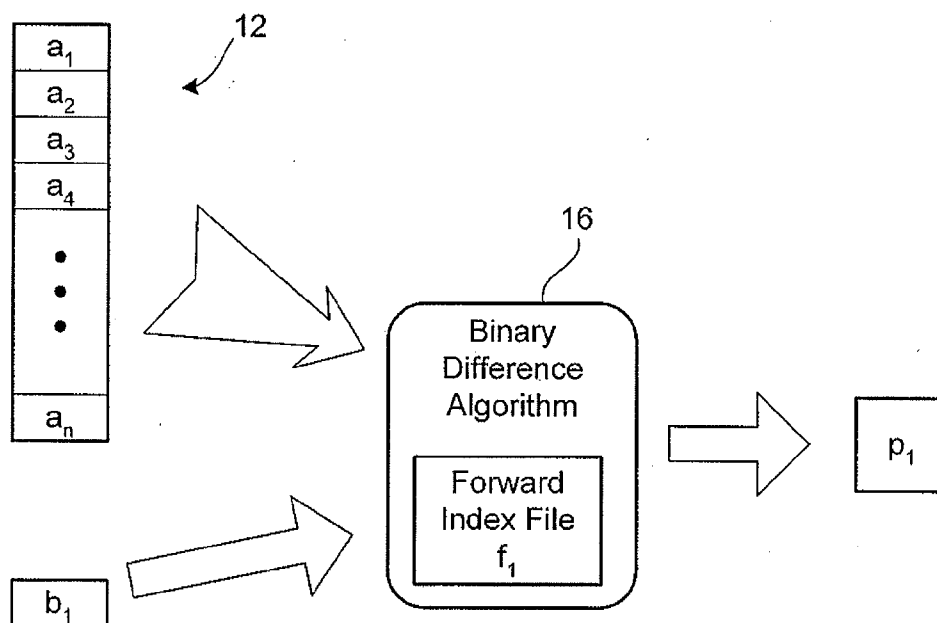 12
a₁
a₂
a₃
a₄
aₙ
16
Binary
Difference
Algorithm
Forward
Index File
f₁
p₁
b₁